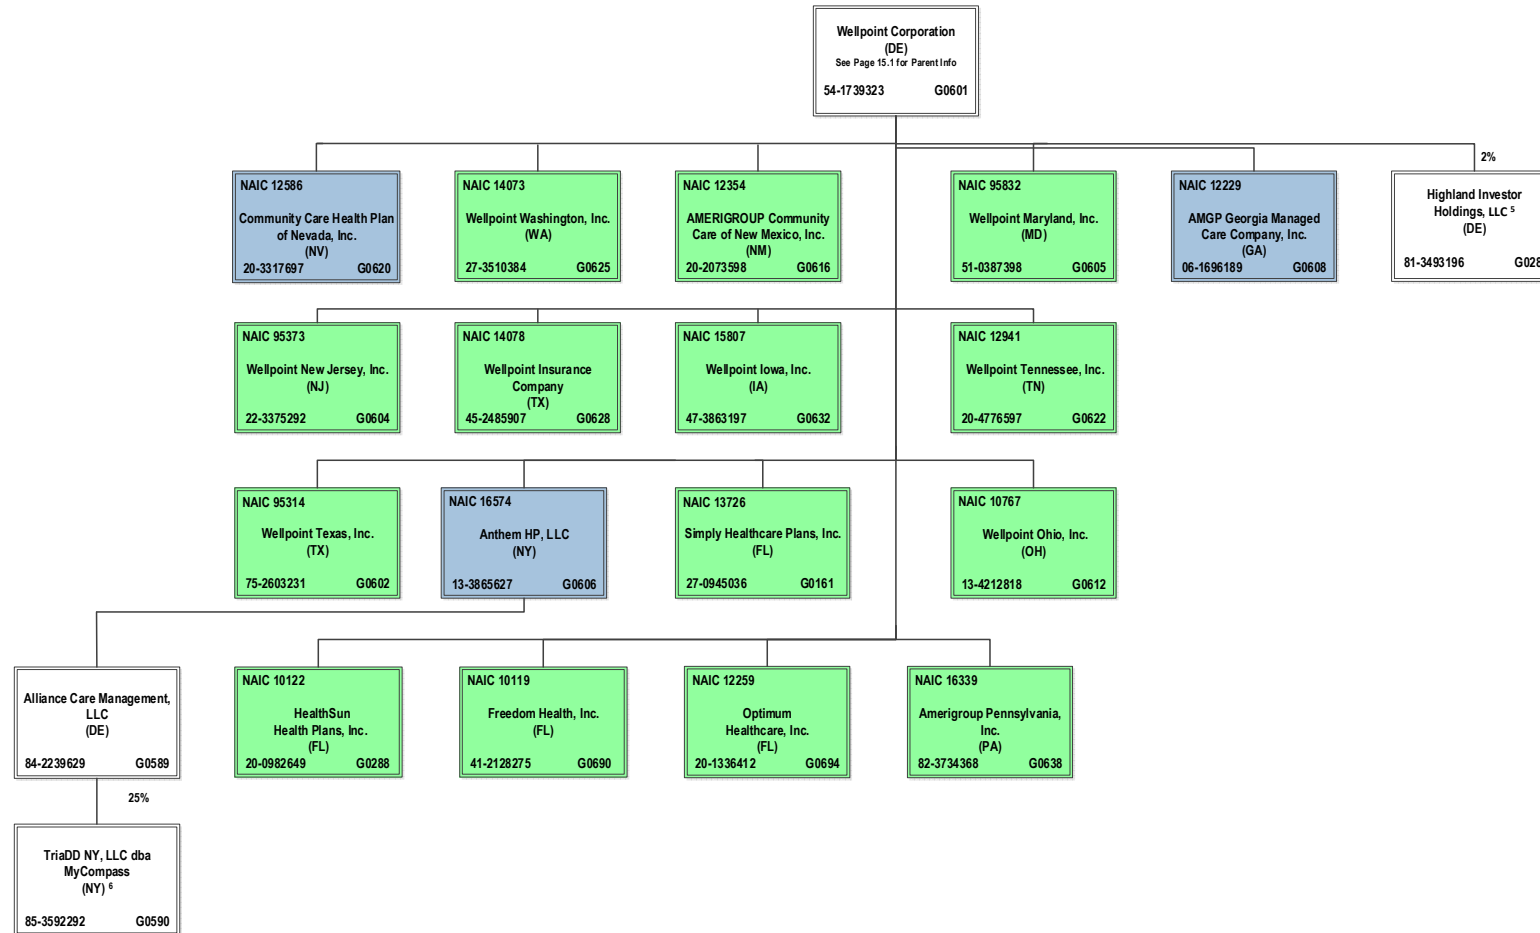 Wellpoint Corporation
(DE)
See Page 15.1 for Parent Info
54-1739323 G0601
2%
NAIC 12586
Community Care Health Plan
of Nevada, Inc.
(NV)
20-3317697 G0620
NAIC 14073
Wellpoint Washington, Inc.
(WA)
27-3510384 G0625
NAIC 12354
AMERIGROUP Community
Care of New Mexico, Inc.
(NM)
20-2073598 G0616
NAIC 95832
Wellpoint Maryland, Inc.
(MD)
51-0387398 G0605
NAIC 12229
AMGP Georgia Managed
Care Company, Inc.
(GA)
06-1696189 G0608
Highland Investor
Holdings, LLC 5
(DE)
81-3493196 G028
NAIC 95373
Wellpoint New Jersey, Inc.
(NJ)
22-3375292 G0604
NAIC 14078
Wellpoint Insurance
Company
(TX)
45-2485907 G0628
NAIC 15807
Wellpoint Iowa, Inc.
(IA)
47-3863197 G0632
NAIC 12941
Wellpoint Tennessee, Inc.
(TN)
20-4776597 G0622
NAIC 95314
Wellpoint Texas, Inc.
(TX)
75-2603231 G0602
NAIC 16574
Anthem HP, LLC
(NY)
13-3865627 G0606
NAIC 13726
Simply Healthcare Plans, Inc.
(FL)
27-0945036 G0161
NAIC 10767
Wellpoint Ohio, Inc.
(OH)
13-4212818 G0612
Alliance Care Management,
LLC
(DE)
84-2239629 G0589
NAIC 10122
HealthSun
Health Plans, Inc.
(FL)
20-0982649 G0288
NAIC 10119
Freedom Health, Inc.
(FL)
41-2128275 G0690
NAIC 12259
Optimum
Healthcare, Inc.
(FL)
20-1336412 G0694
NAIC 16339
Amerigroup Pennsylvania,
Inc.
(PA)
82-3734368 G0638
25%
TriaDD NY, LLC dba
MyCompass
(NY) 6
85-3592292 G0590